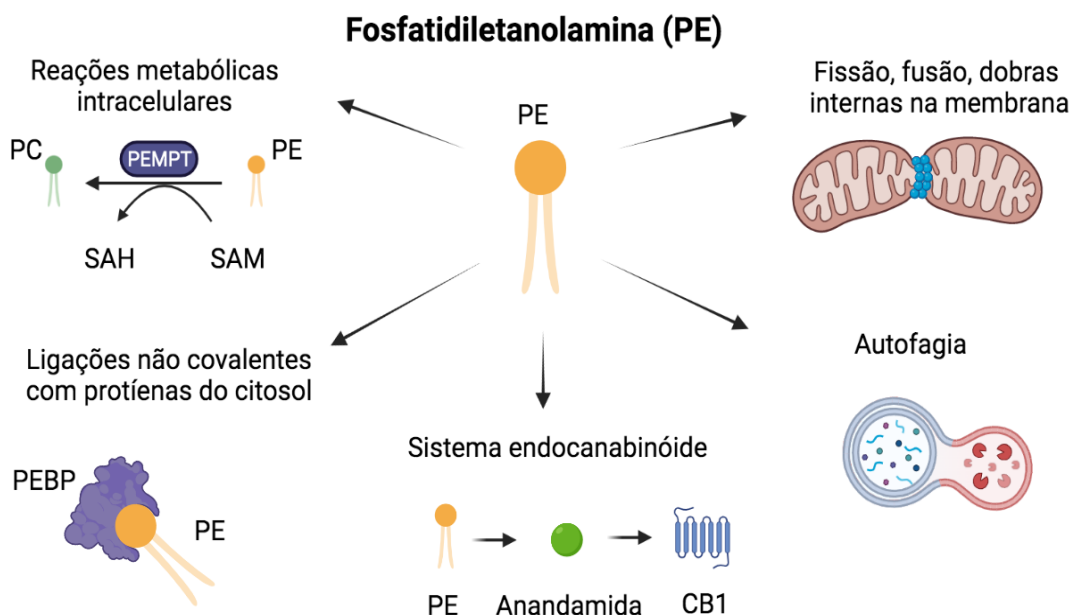 Fosfatidiletanolamina (PE)
Reações metabólicas
intracelulares
PC
PEMPT
PE
SAH
SAM
PE
Fissão, fusão, dobras
internas na membrana
Ligações não covalentes
com protíenas do citosol
PEBP
PE
Sistema endocanabinóide
PE
Anandamida
CB1
Autofagia